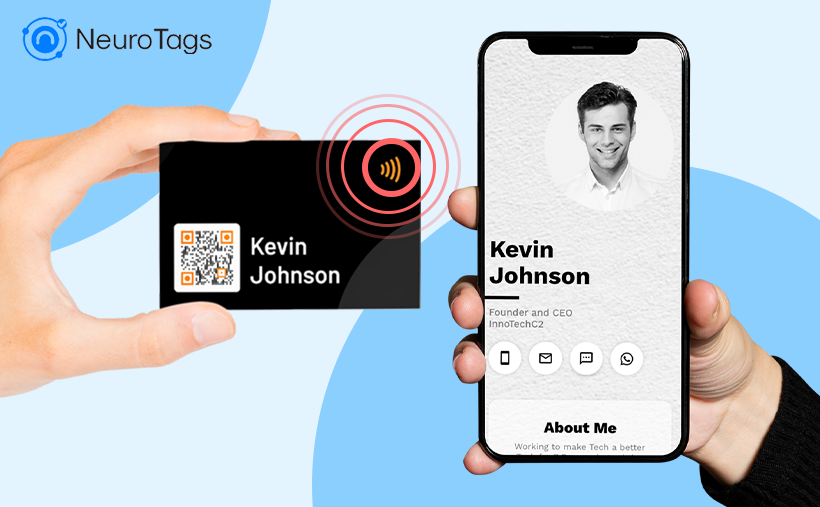 NeuroTags
Kevin
Johnson
Kevin
Johnson
Founder and CEO
InnoTechC2
About Me
Working to make Tech a better